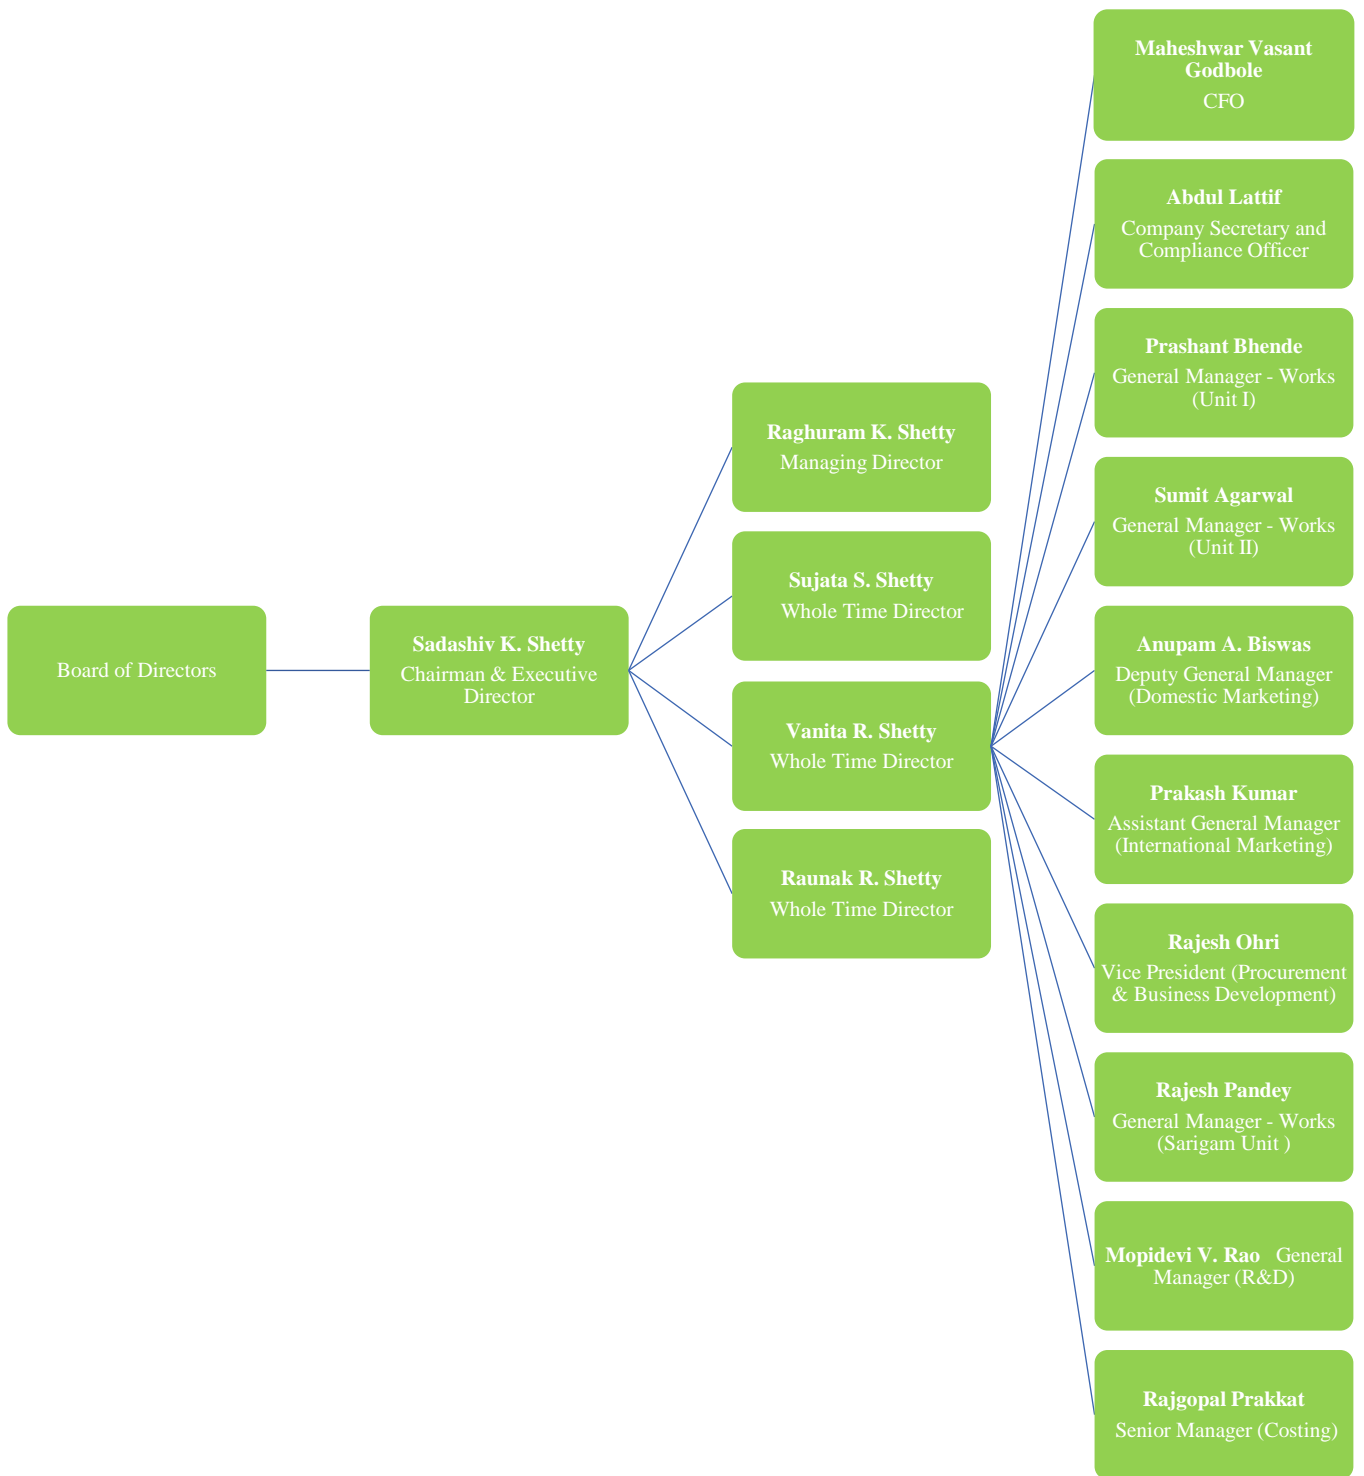 Board of Directors
Sadashiv K. Shetty
Chairman & Executive
Director
Raghuram K. Shetty
Managing Director
Sujata S. Shetty
Whole Time Director
Vanita R. Shetty
Whole Time Director
Raunak R. Shetty
Whole Time Director
Maheshwar Vasant
Godbole
CFO
Abdul Lattif
Company Secretary and
Compliance Officer
Prashant Bhende
General Manager - Works
(Unit I)
Sumit Agarwal
General Manager - Works
(Unit II)
Anupam A. Biswas
Deputy General Manager
(Domestic Marketing)
Prakash Kumar
Assistant General Manager
(International Marketing)
Rajesh Ohri
Vice President (Procurement
& Business Development)
Rajesh Pandey
General Manager - Works
(Sarigam Unit )
Mopidevi V. Rao   General
Manager (R&D)
Rajgopal Prakkat
Senior Manager (Costing)